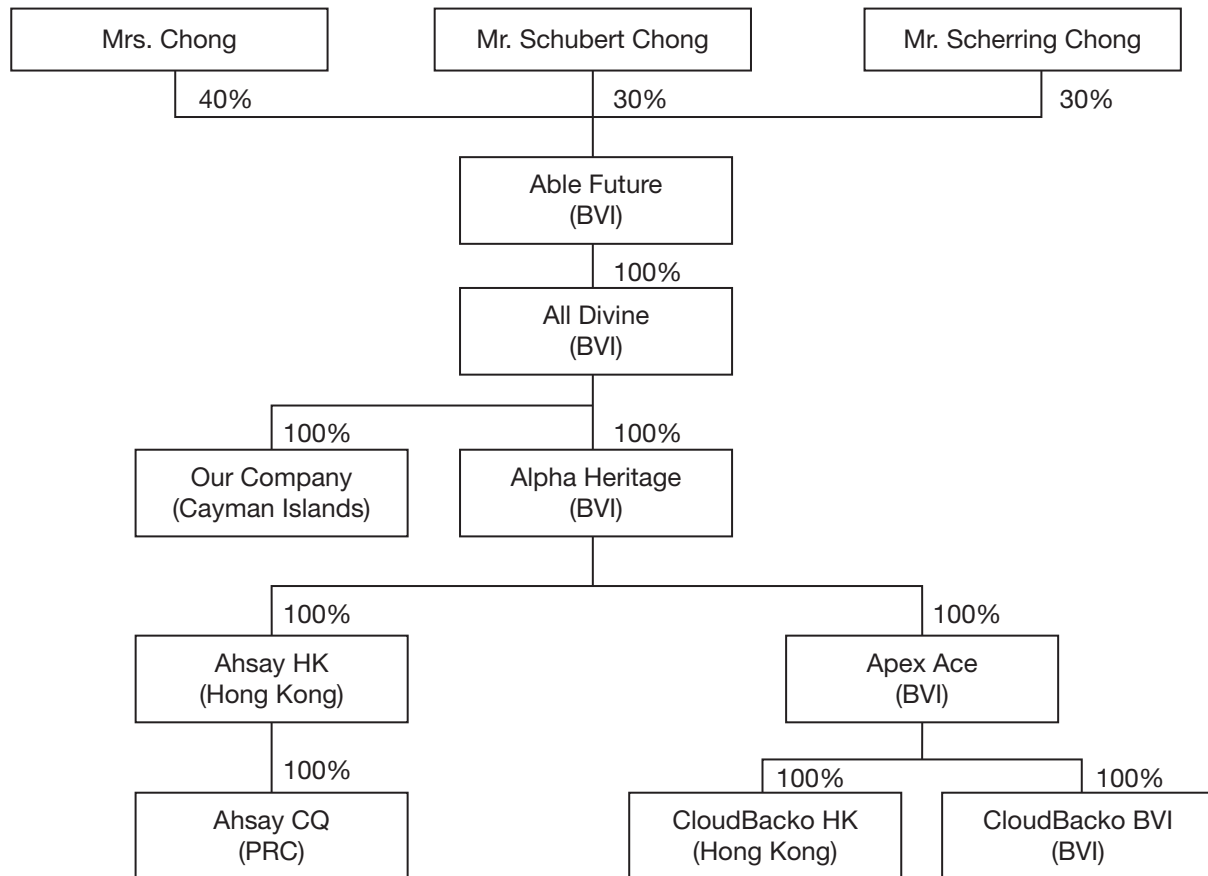 Mrs. Chong
Mr. Schubert Chong
Mr. Scherring Chong
40%
30%
30%
Able Future
(BVI)
100%
All Divine
(BVI)
100%
100%
Our Company
(Cayman Islands)
Alpha Heritage
(BVI)
100%
100%
Ahsay HK
(Hong Kong)
Apex Ace
(BVI)
100%
100%
100%
Ahsay CQ
(PRC)
CloudBacko HK
(Hong Kong)
CloudBacko BVI
(BVI)